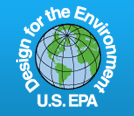 Design for the Environment
U.S. EPA